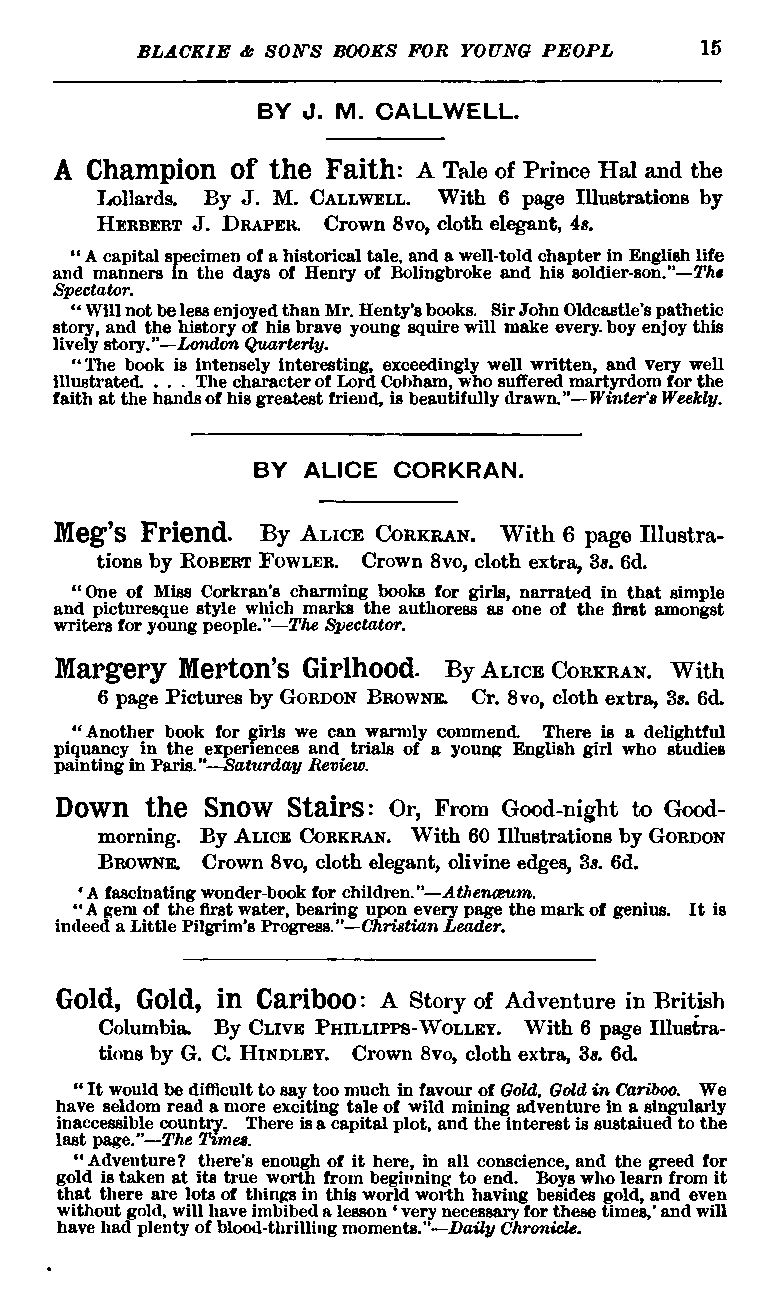 BLACKIE & SON'S BOOKS FOR YOUNG PEOPL 15
BY J. M. CALLWELL.
A Champion of the Faith: A Tale of Prince Hal and the
Lollards. By J. M. CALLWELL. With 6 page Illustrations by
HERBERT J. DRAPER. Crown 8vo, cloth elegant, 4s.
"A capital specimen of a historical tale, and a well-told chapter in English life
and manners in the days of Henry of Bolingbroke and his soldier-son."—The
Spectator.
"Will not be less enjoyed than Mr. Henty's books. Sir John Oldcastle's pathetic
story, and the history of his brave young squire will make every. boy enjoy this
lively story."—London Quarterly.
"The book is intensely interesting, exceedingly well written, and very well
illustrated. . . . The character of Lord Cobham, who suffered martyrdom for the
faith at the hands of his greatest friend, is beautifully drawn."—Winter's Weekly.
BY ALICE CORKRAN.
Meg's Friend. By ALICE CORKRAN. With 6 page Illustra-
tions by ROBERT FOWLER. Crown 8vo, cloth extra, 3s. 6d.
"One of Miss Corkran's charming books for girls, narrated in that simple
and picturesque style which marks the authoress as one of the first amongst
writers for young people."—The Spectator.
Margery Merton's Girlhood. By ALICE CORKRAN. With
6 page Pictures by GORDON BROWNE. Cr. 8vo, cloth extra, 3s. 6d.
"Another book for girls we can warmly commend. There is a delightful
piquancy in the experiences and trials of a young English girl who studies
painting in Paris."—Saturday Review.
Down the Snow Stairs: Or, From Good-night to Good-
morning. By ALICE CORKRAN. With 60 Illustrations by GORDON
BROWNE. Crown 8vo, cloth elegant, olivine edges, 3s. 6d.
'A fascinating wonder-book for children."—Athenæum.
"A gem of the first water, bearing upon every page the mark of genius. It is
indeed a Little Pilgrim's Progress."—Christian Leader.
Gold, Gold, in Cariboo: A Story of Adventure in British
Columbia. By CLIVE PHILLIPPS-WOLLEY. With 6 page Illustra-
tions by G. C. HINDLEY. Crown 8vo, cloth extra, 3s. 6d.
"It would be difficult to say too much in favour of Gold, Gold in Cariboo. We
have seldom read a more exciting tale of wild mining adventure in a singularly
inaccessible country. There is a capital plot, and the interest is sustained to the
last page."—The Times.
"Adventure? there's enough of it here, in all conscience, and the greed for
gold is taken at its true worth from beginning to end. Boys who learn from it
that there are lots of things in this world worth having besides gold, and even
without gold, will have imbibed a lesson 'very necessary for these times,' and will
have had plenty of blood-thrilling moments."—Daily Chronicle.